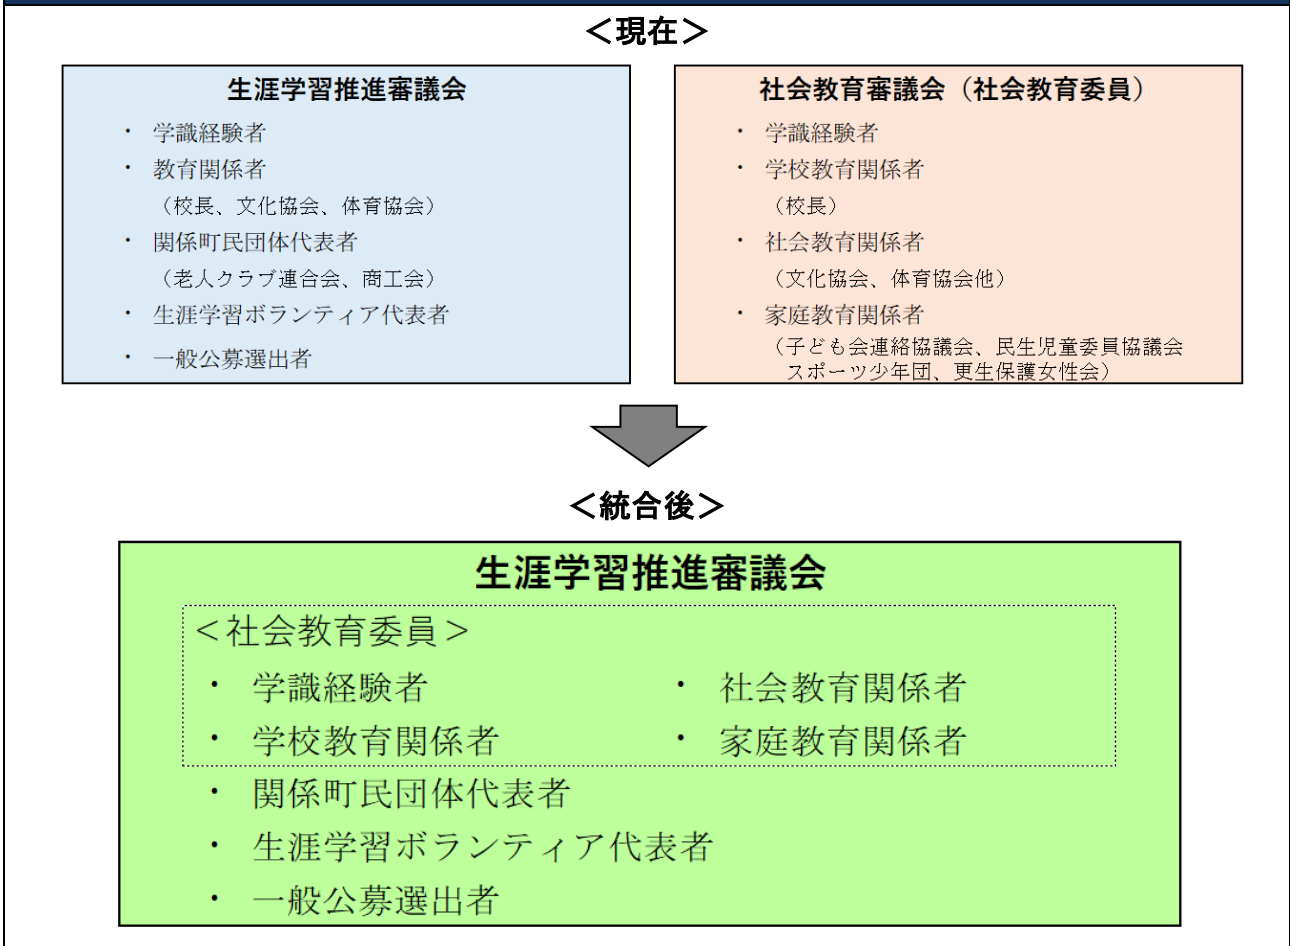 ＜現在＞
生涯学習推進審議会
・ 学識経験者
・ 教育関係者
（校長、文化協会、体育協会）
・ 関係町民団体代表者
（老人クラブ連合会、商工会）
・ 生涯学習ボランティア代表者
・ 一般公募選出者
社会教育審議会（社会教育委員）
・ 学識経験者
・ 学校教育関係者
（校長）
・ 社会教育関係者
（文化協会、体育協会他）
・ 家庭教育関係者
（子ども会連絡協議会、民生児童委員協議会
スポーツ少年団、更生保護女性会）
＜統合後＞
生涯学習推進審議会
＜社会教育委員＞
・ 学識経験者 ・ 社会教育関係者
・ 学校教育関係者 ・ 家庭教育関係者
・ 関係町民団体代表者
・ 生涯学習ボランティア代表者
・ 一般公募選出者